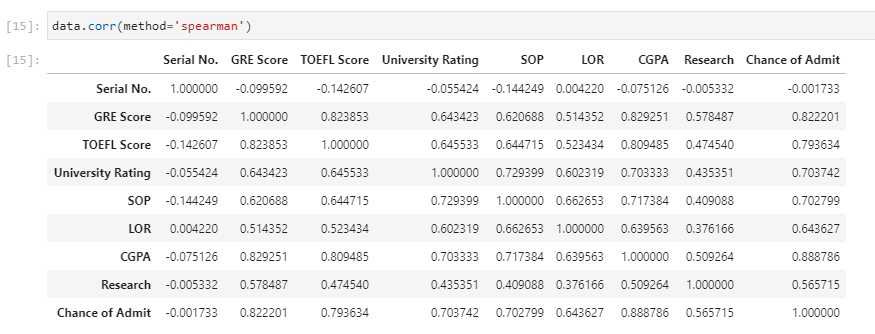 [15]: data.corr(method='spearman')
[15]:
Serial No. GRE Score TOEFL Score University Rating SOP LOR CGPA Research Chance of Admit
Serial No. 1.000000 -0.099592 -0.142607 -0.055424 -0.144249 0.004220 -0.075126 -0.005332 -0.001733
GRE Score -0.099592 1.000000 0.823853 0.643423 0.620688 0.514352 0.829251 0.578487 0.822201
TOEFL Score -0.142607 0.823853 1.000000 0.645533 0.644715 0.523434 0.809485 0.474540 0.793634
University Rating -0.055424 0.643423 0.645533 1.000000 0.729399 0.602319 0.703333 0.435351 0.703742
SOP -0.144249 0.620688 0.644715 0.729399 1.000000 0.662653 0.717384 0.409088 0.702799
LOR 0.004220 0.514352 0.523434 0.602319 0.662653 1.000000 0.639563 0.376166 0.643627
CGPA -0.075126 0.829251 0.809485 0.703333 0.717384 0.639563 1.000000 0.509264 0.888786
Research -0.005332 0.578487 0.474540 0.435351 0.409088 0.376166 0.509264 1.000000 0.565715
Chance of Admit -0.001733 0.822201 0.793634 0.703742 0.702799 0.643627 0.888786 0.565715 1.000000